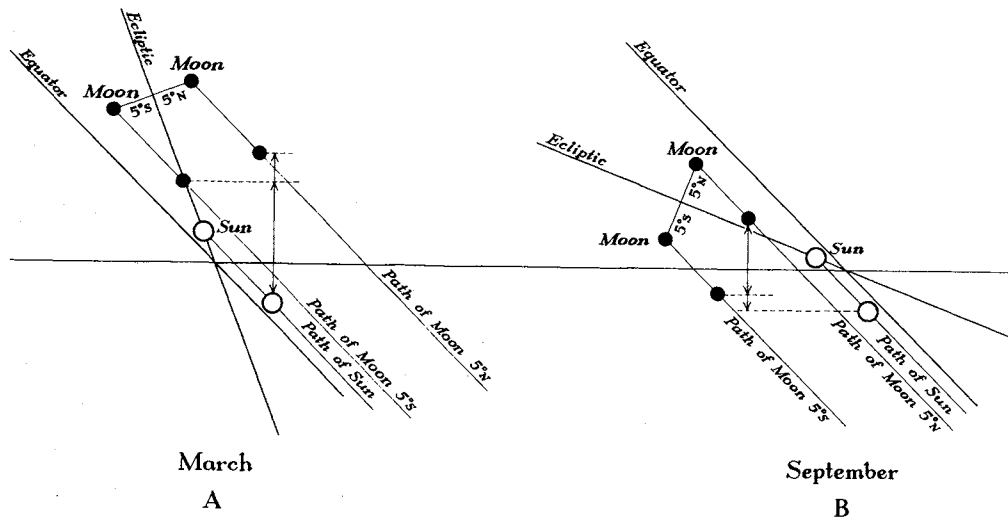 Ecliptic
Equator
Moon
Moon
5°S 5°N
Sun
Path of Moon 5°N
Path of Moon 5°S
Path of Sun
March
A
Equator
Ecliptic
Moon
5°N
5°S
Moon
Sun
Path of Sun
Path of Moon 5°N
Path of Moon 5°S
September
B